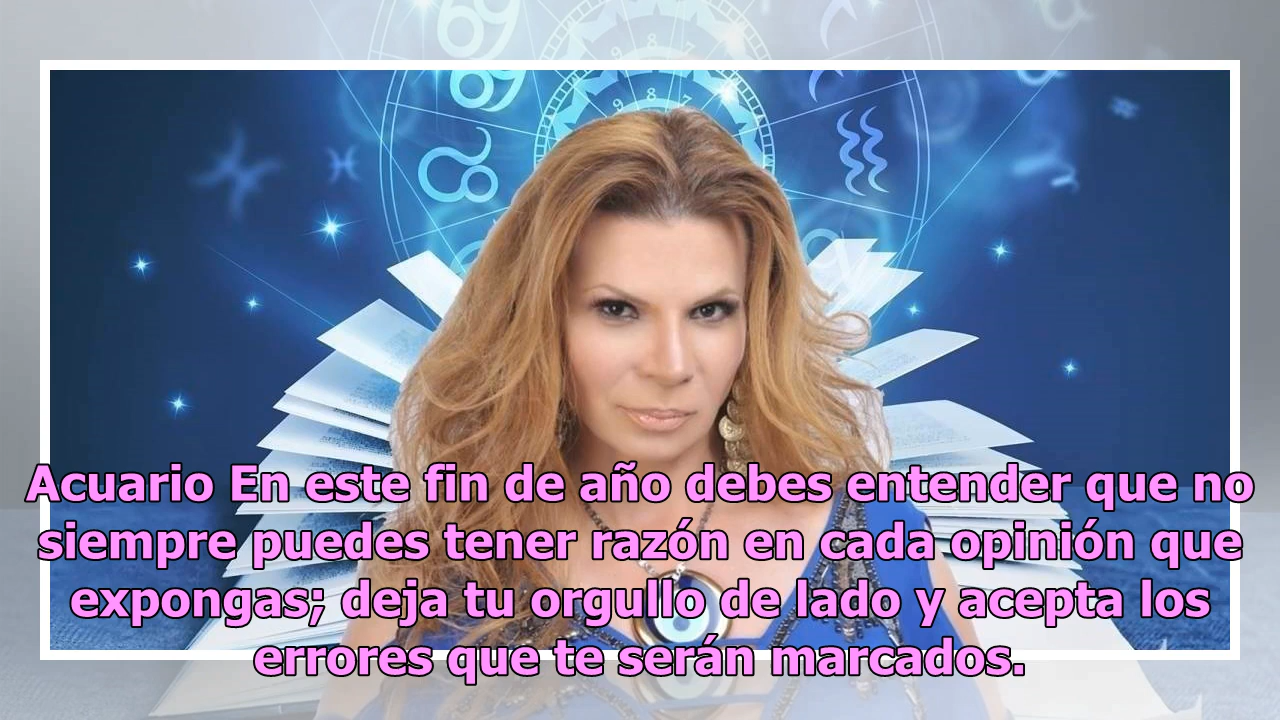 Acuario En este fin de año debes entender que no
siempre puedes tener razón en cada opinión que
expongas; deja tu orgullo de lado y acepta los
errores que te serán marcados.